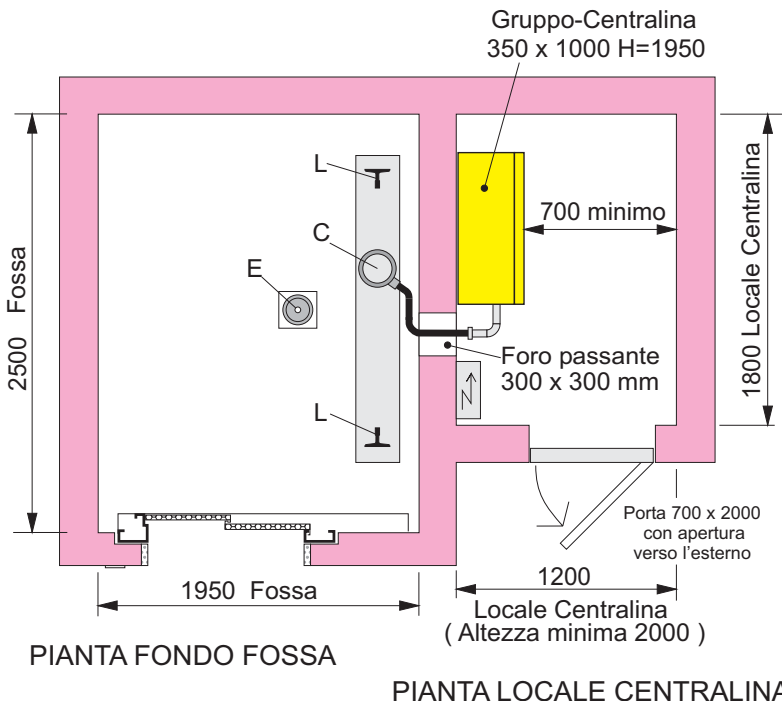 Gruppo-Centralina
350 x 1000 H=1950
L
700 minimo
C
E
2500 Fossa
1800 Locale Centralina
Foro passante
300 x 300 mm
L
Porta 700 x 2000
con apertura
verso l'esterno
1950 Fossa
1200
Locale Centralina
( Altezza minima 2000 )
PIANTA FONDO FOSSA
PIANTA LOCALE CENTRALINA